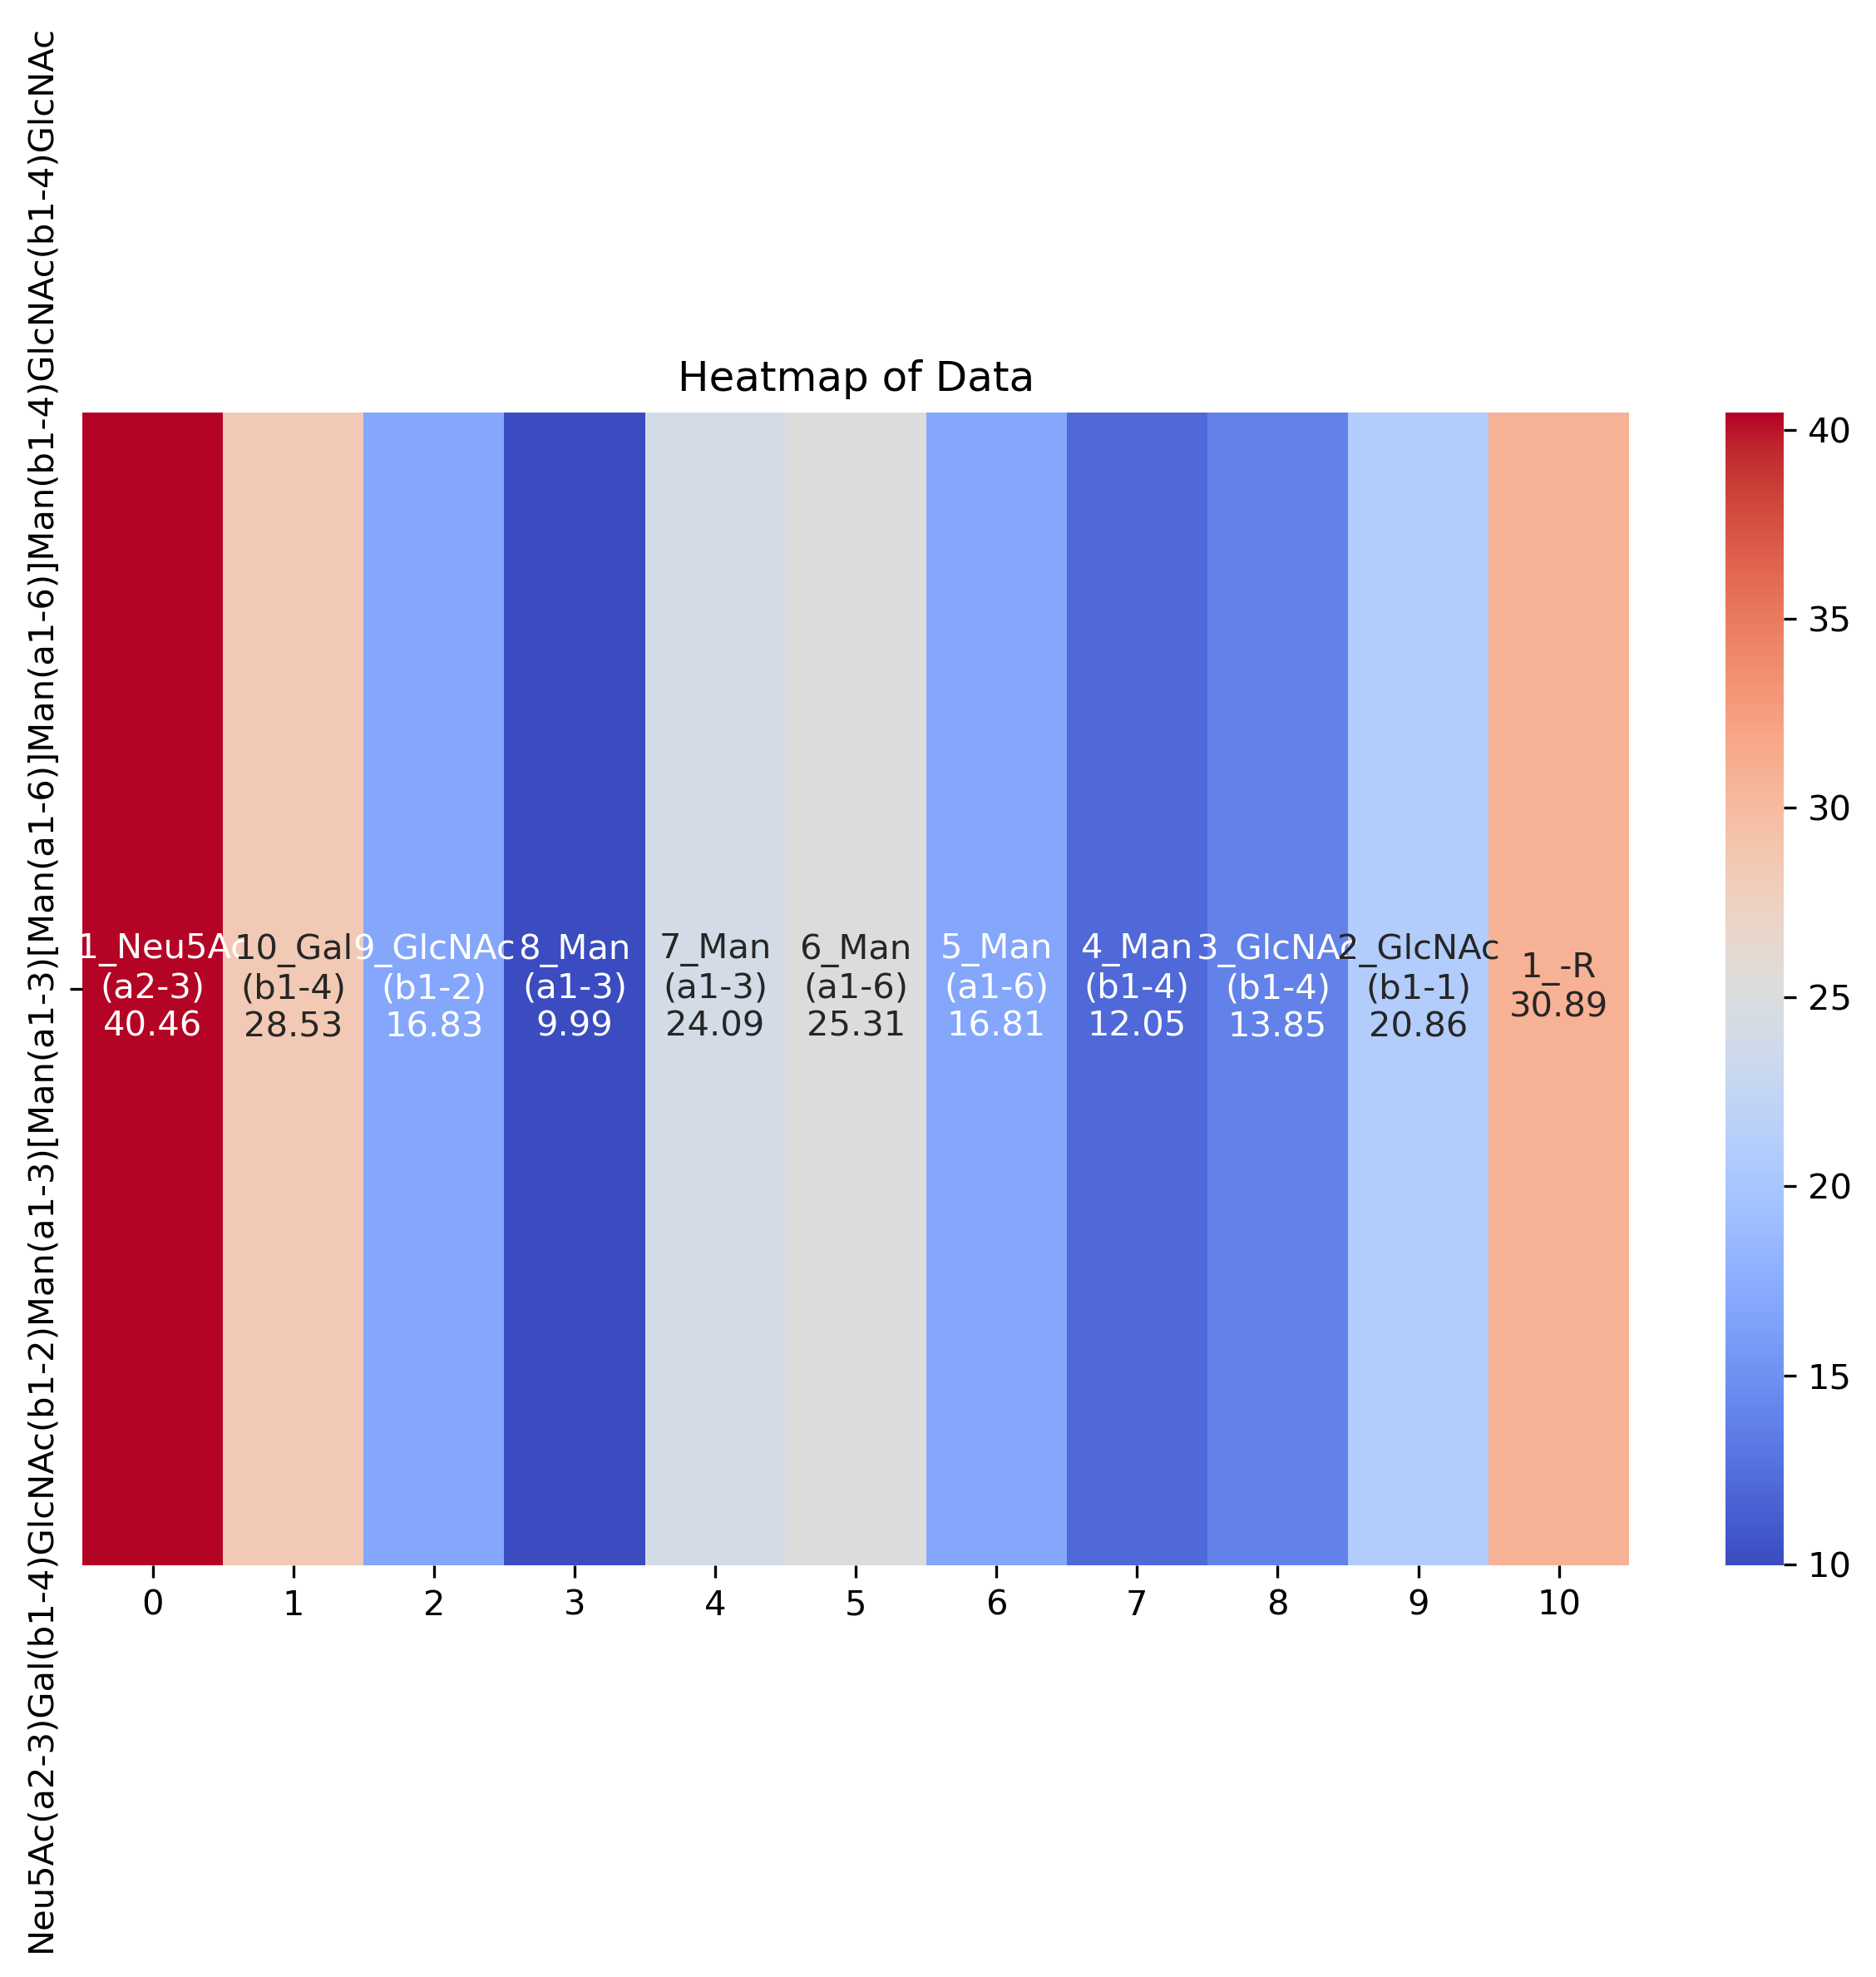 Heatmap of Data
Neu5Ac(a2-3)Gal(b1-4)GlcNAc(b1-2)Man(a1-3)[Man(a1-3)[Man(a1-6)]Man(a1-6)]Man(b1-4)GlcNAc(b1-4)GlcNAc
1_Neu5Ac
(a2-3)
40.46
10_Gal
(b1-4)
28.53
9_GlcNAc
(b1-2)
16.83
8_Man
(a1-3)
9.99
7_Man
(a1-3)
24.09
6_Man
(a1-6)
25.31
5_Man
(a1-6)
16.81
4_Man
(b1-4)
12.05
3_GlcNAc
(b1-4)
13.85
2_GlcNAc
(b1-1)
20.86
1_-R
30.89
0 1 2 3 4 5 6 7 8 9 10
40
35
30
25
20
15
10